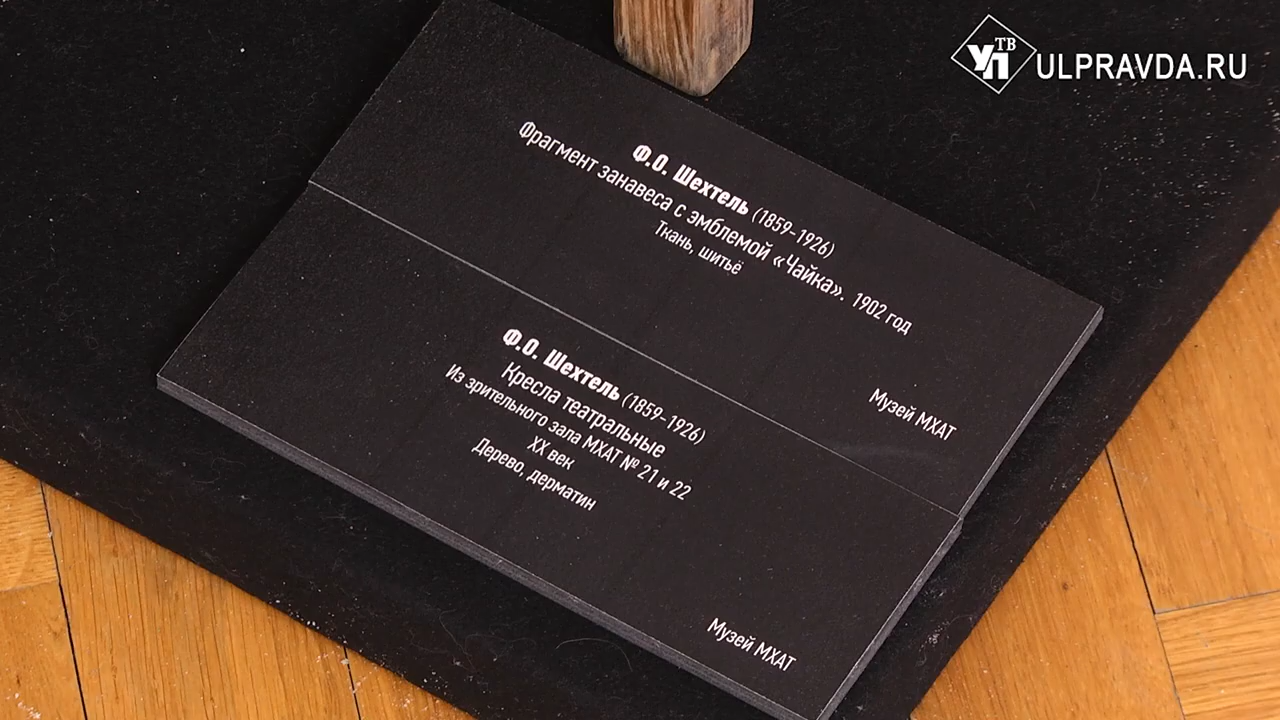 УП ТВ ULPRAVDA.RU
Ф.О. Шехтель (1859-1926)
Фрагмент занавеса с эмблемой «Чайка». 1902 год
Ткань, шитьё
Музей МХАТ
Ф.О. Шехтель (1859-1926)
Кресла театральные
Из зрительного зала МХАТ № 21 и 22
XX век
Дерево, дерматин
Музей МХАТ